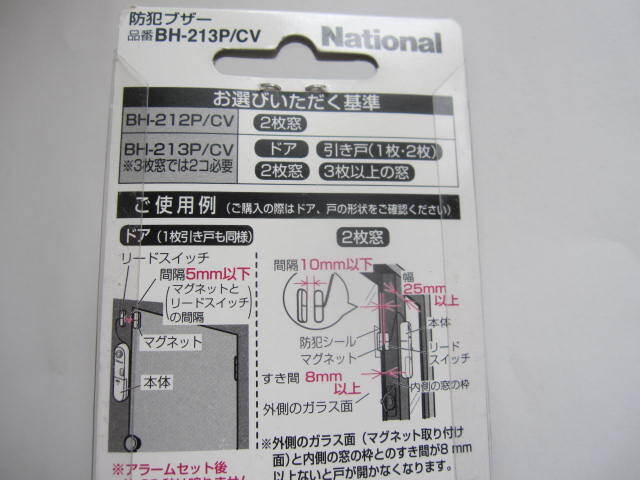 防犯ブザー
品番BH-213P/CV
National
お選びいただく基準
BH-212P/CV 2枚窓
BH-213P/CV ドア 引き戸(1枚・2枚)
※3枚窓では2コ必要 2枚窓 3枚以上の窓
ご使用例 (ご購入の際はドア、戸の形状をご確認ください)
ドア(1枚引き戸も同様)
リードスイッチ
間隔5mm以下
(マグネットと
リードスイッチ
の間隔)
マグネット
本体
2枚窓
間隔10mm以下
幅
25mm
以上
防犯シール
マグネット
本体
リード
スイッチ
すき間 8mm
以上
内側の窓の枠
外側のガラス面
※外側のガラス面(マグネット取り付け
面)と内側の窓の枠とのすき間が8mm
以上ないと戸が開かなくなります。
※アラームセット後